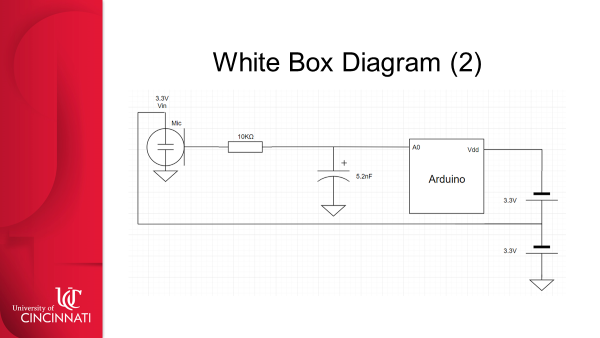 White Box Diagram (2)
3.3V
Vin
Mic
10KΩ
A0
Vdd
+
5.2nF
Arduino
3.3V
3.3V
University of
CINCINNATI
UC